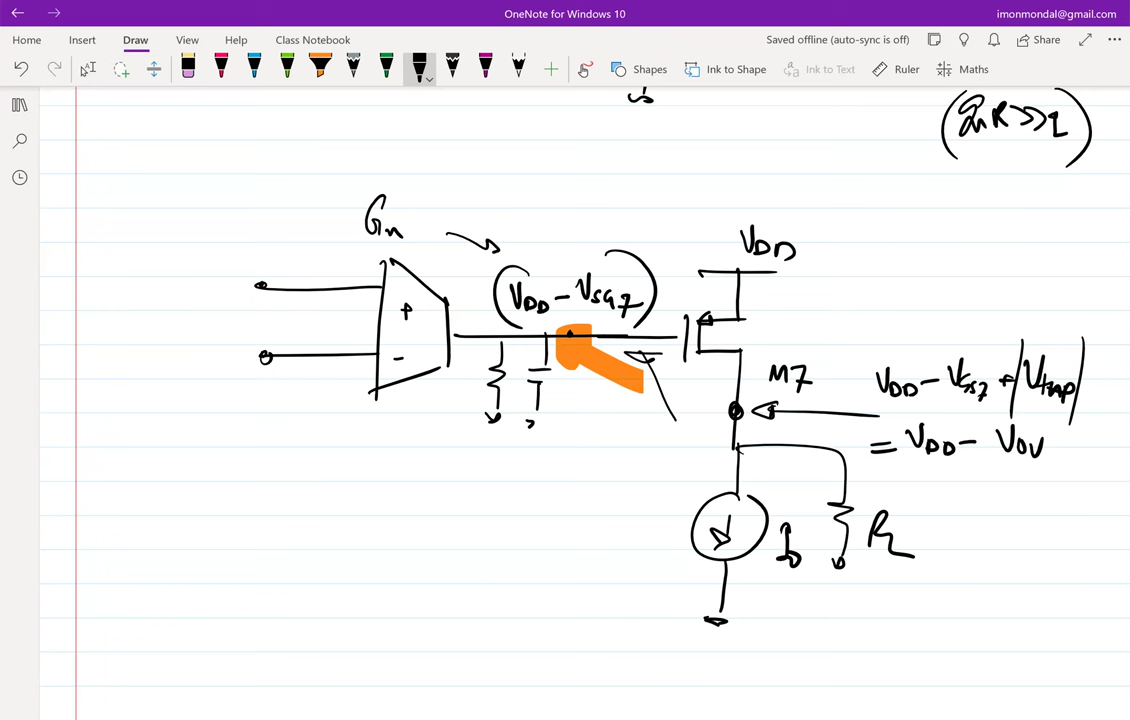 OneNote for Windows 10
imonmondal@gmail.com
Home Insert Draw View Help Class Notebook
Saved offline (auto-sync is off) Share
Shapes Ink to Shape Ink to Text Ruler Maths
(gmR>>1)
Gm
(VDD - VSG7)
VDD
+
-
M7
VDD - VSG7 + |VTHP|
= VDD - VOV
I0
RL